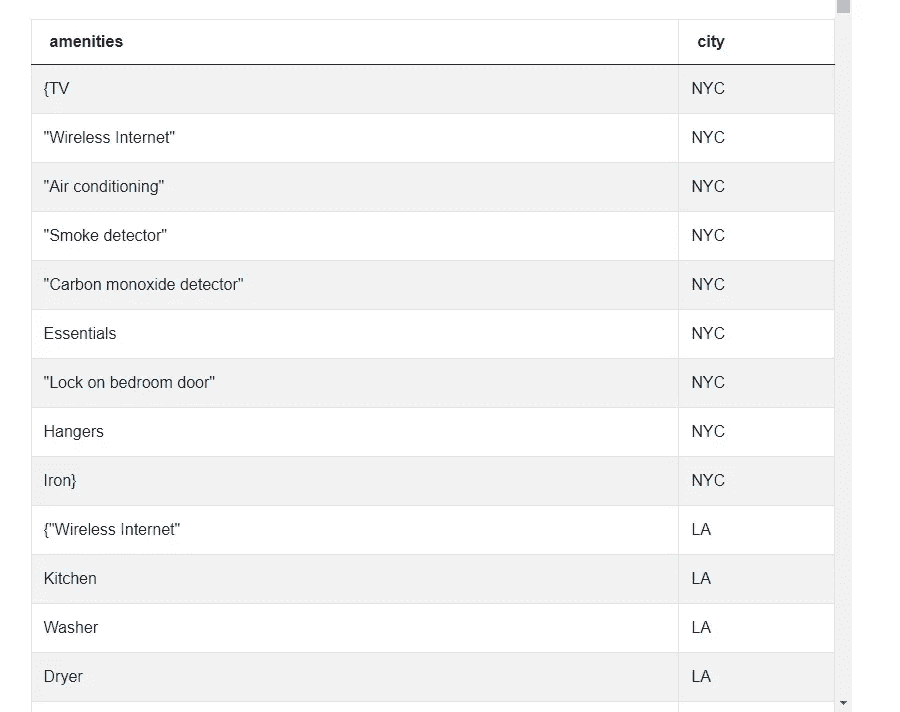 amenities city
{TV NYC
"Wireless Internet" NYC
"Air conditioning" NYC
"Smoke detector" NYC
"Carbon monoxide detector" NYC
Essentials NYC
"Lock on bedroom door" NYC
Hangers NYC
Iron} NYC
{"Wireless Internet" LA
Kitchen LA
Washer LA
Dryer LA